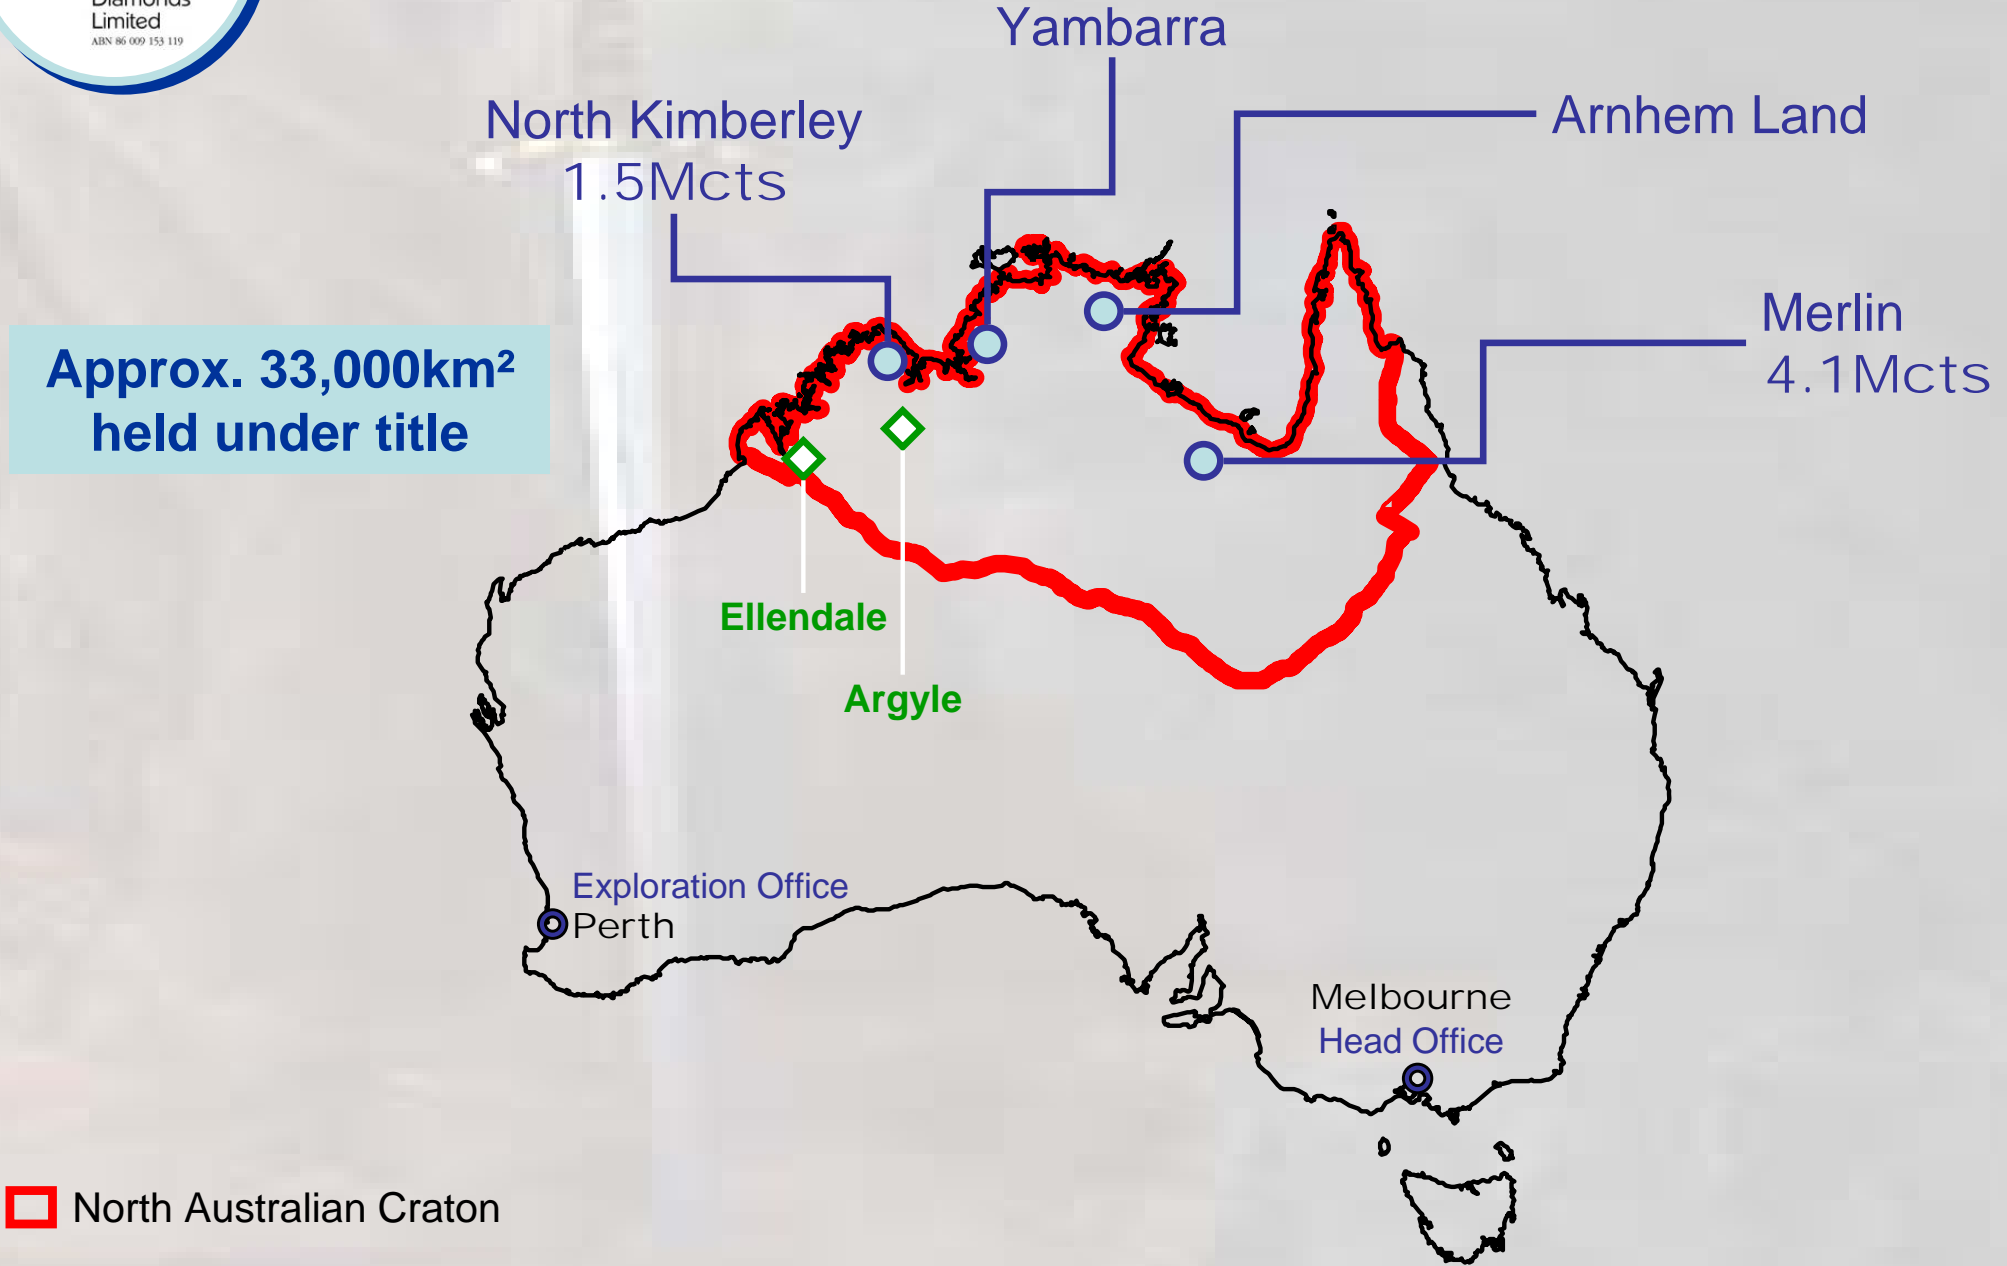 Diamonds
Limited
ABN 86 009 153 119
Yambarra
North Kimberley
1.5Mcts
Arnhem Land
Merlin
4.1Mcts
Approx. 33,000km²
held under title
Ellendale
Argyle
Exploration Office
Perth
Melbourne
Head Office
North Australian Craton